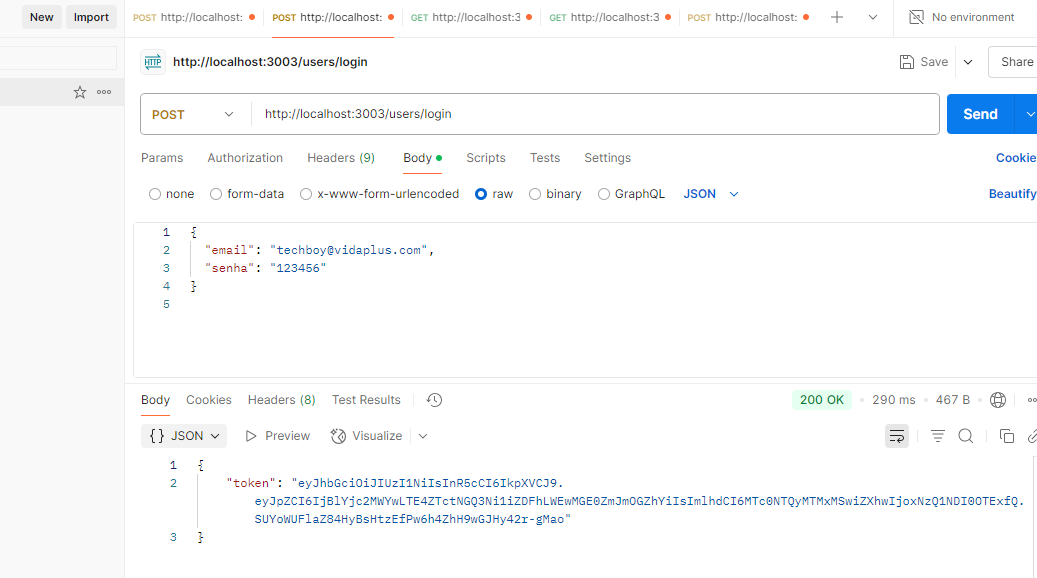 New Import POST http://localhost: POST http://localhost: GET http://localhost:3 GET http://localhost:3 POST http://localhost: No environment
HTTP http://localhost:3003/users/login Save Share
POST http://localhost:3003/users/login Send
Params Authorization Headers (9) Body Scripts Tests Settings Cookie
none form-data x-www-form-urlencoded raw binary GraphQL JSON Beautify
1 {
2 "email": "techboy@vidaplus.com",
3 "senha": "123456"
4 }
5
Body Cookies Headers (8) Test Results 200 OK 290 ms 467 B
{} JSON Preview Visualize
1 {
2 "token": "eyJhbGciOiJIUzI1NiIsInR5cCI6IkpXVCJ9.
eyJpZCI6IjBlYjc2MWYwLTE4ZTctNGQ3Ni1iZDFhLWEwMGE0ZmJmOGZhYiIsImlhdCI6MTc0NTQyMTMxMSwiZXhwIjoxNzQ1NDI0OTExfQ.
SUYoWUFlaZ84HyBsHtzEfPw6h4ZhH9wGJHy42r-gMao"
3 }